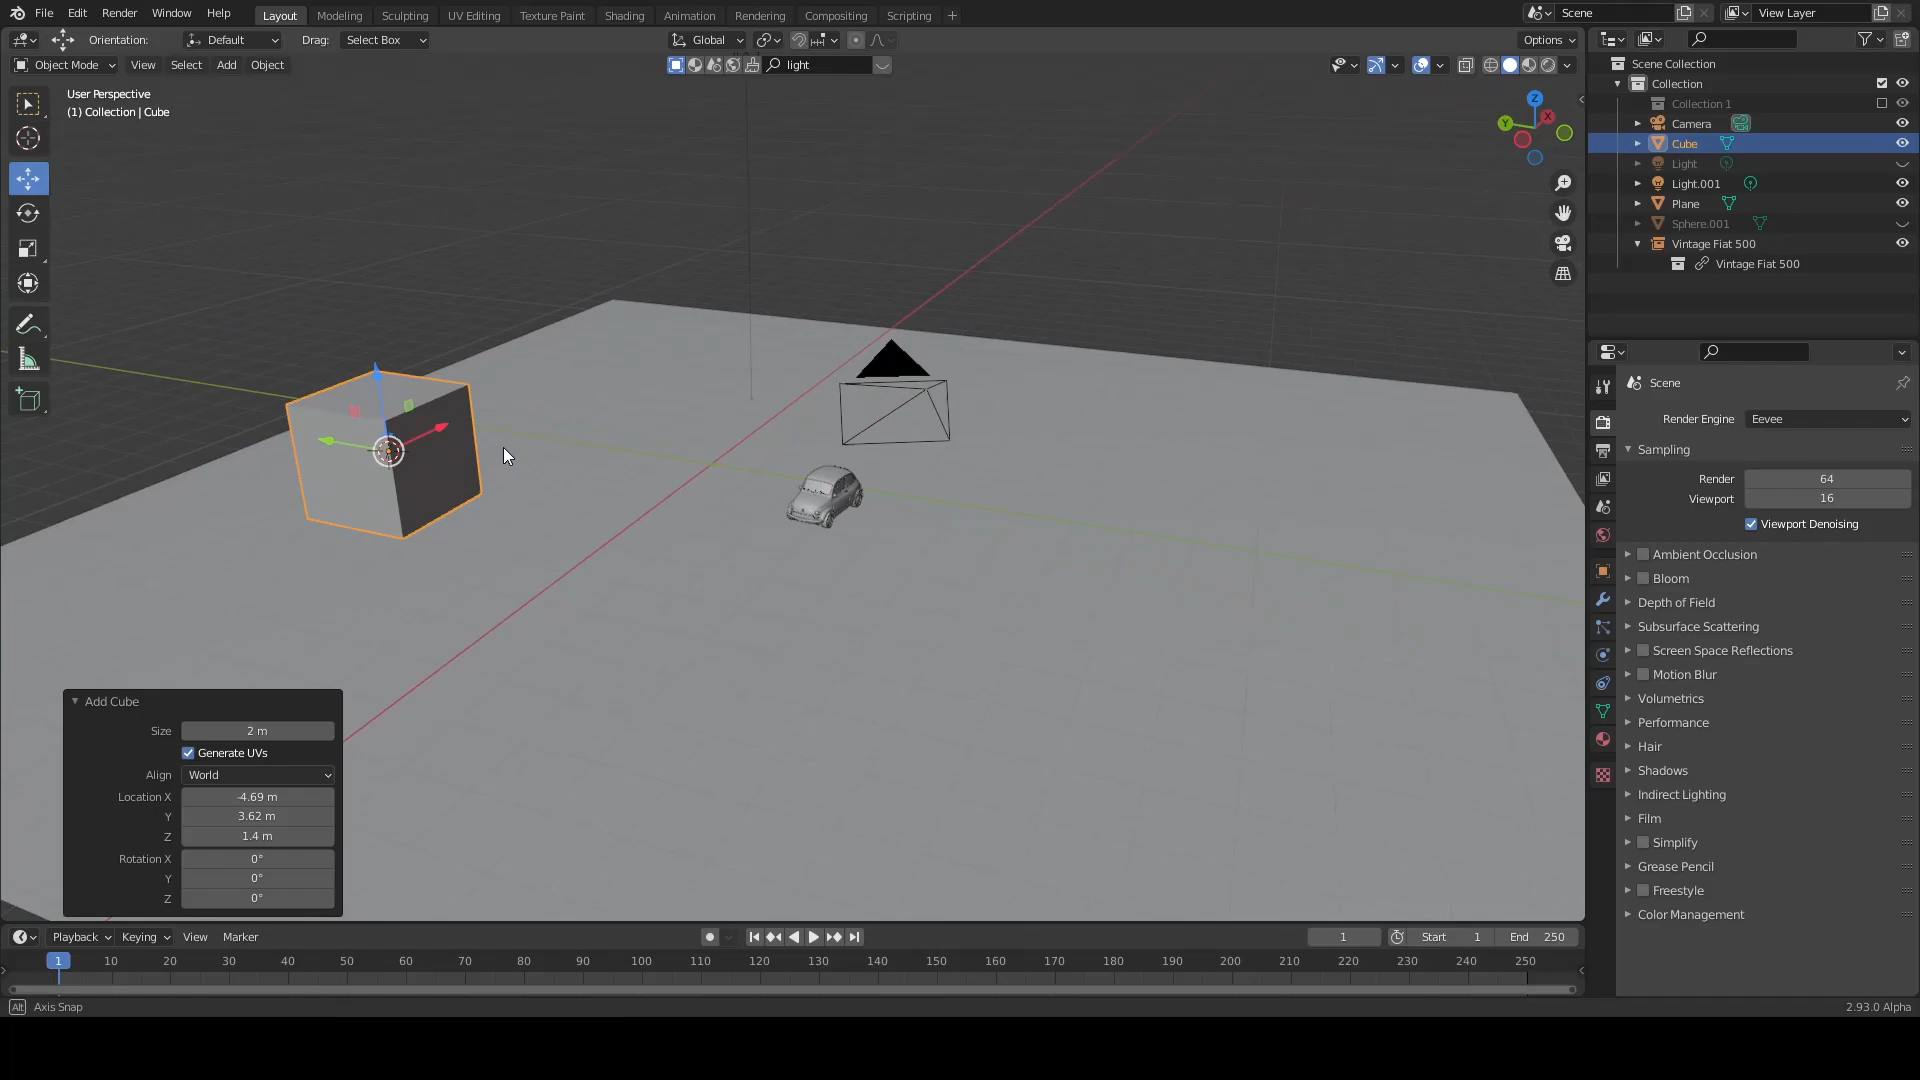 File Edit Render Window Help Layout Modeling Sculpting UV Editing Texture Paint Shading Animation Rendering Compositing Scripting + Scene View Layer
Orientation: Default Drag: Select Box Global Options
Object Mode View Select Add Object light
User Perspective
(1) Collection | Cube
Z
X
Y
Scene Collection
Collection
Collection 1
Camera
Cube
Light
Light.001
Plane
Sphere.001
Vintage Fiat 500
Vintage Fiat 500
Scene
Render Engine Eevee
Sampling
Render 64
Viewport 16
Viewport Denoising
Ambient Occlusion
Bloom
Depth of Field
Subsurface Scattering
Screen Space Reflections
Motion Blur
Volumetrics
Performance
Hair
Shadows
Indirect Lighting
Film
Simplify
Grease Pencil
Freestyle
Color Management
Add Cube
Size 2 m
Generate UVs
Align World
Location X -4.69 m
Y 3.62 m
Z 1.4 m
Rotation X 0°
Y 0°
Z 0°
Playback Keying View Marker 1 Start 1 End 250
1 10 20 30 40 50 60 70 80 90 100 110 120 130 140 150 160 170 180 190 200 210 220 230 240 250
Alt Axis Snap 2.93.0 Alpha